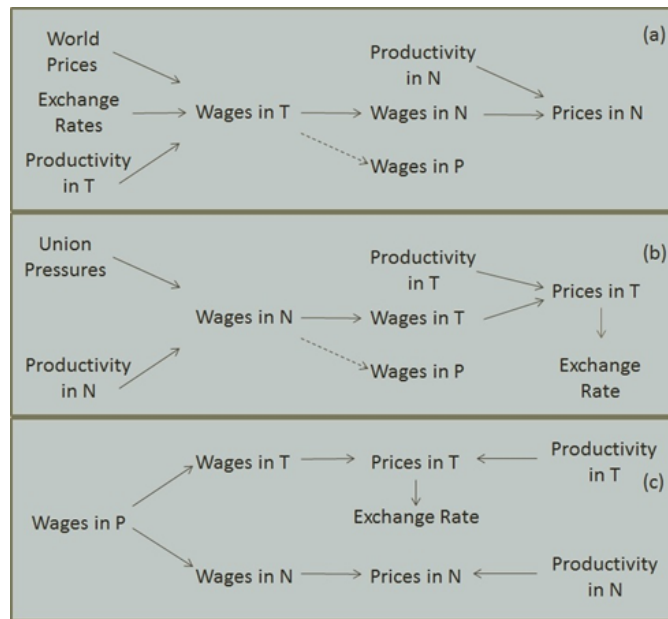 (a)
World
Prices
Productivity
in N
Exchange
Rates
Wages in T
Wages in N
Prices in N
Productivity
in T
Wages in P
(b)
Union
Pressures
Productivity
in T
Prices in T
Wages in N
Wages in T
Productivity
in N
Wages in P
Exchange
Rate
Wages in T
Prices in T
Productivity
in T
(c)
Exchange Rate
Wages in P
Wages in N
Prices in N
Productivity
in N